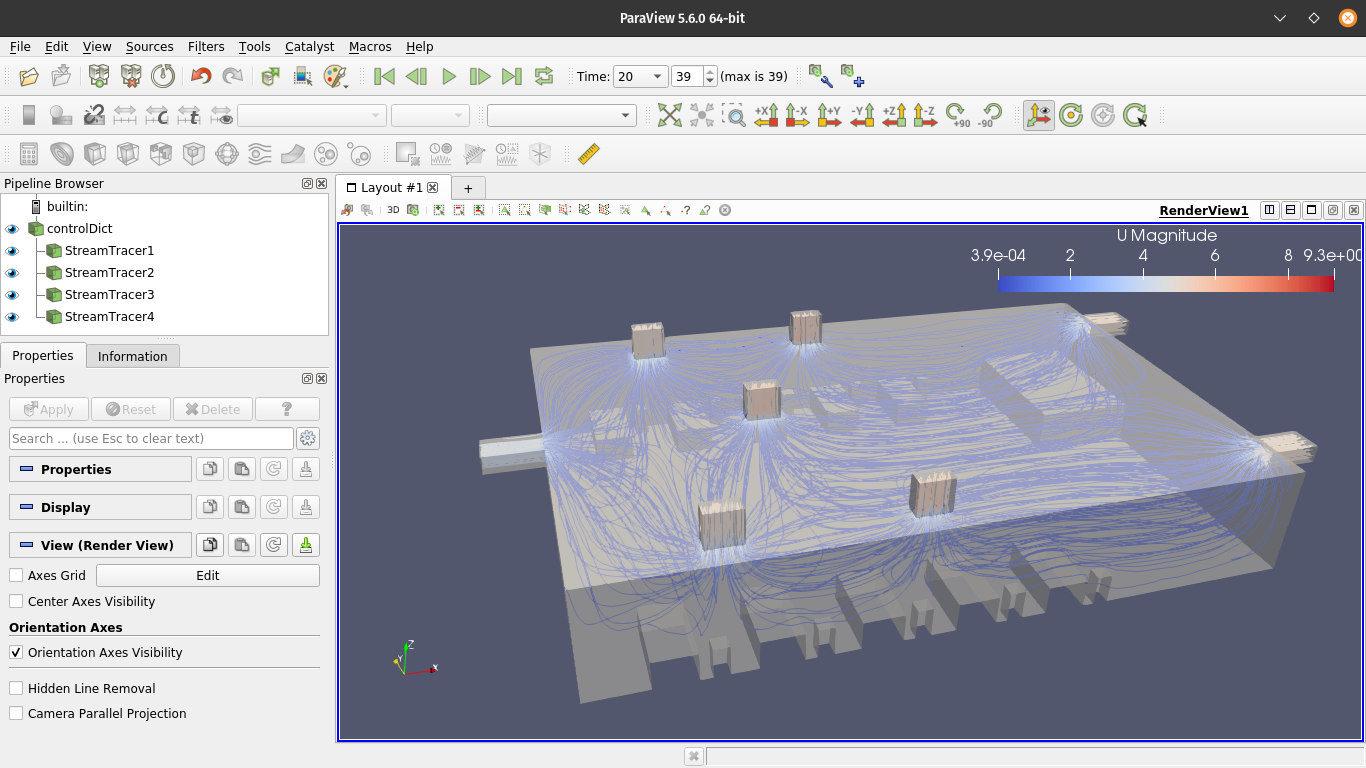 ParaView 5.6.0 64-bit
File Edit View Sources Filters Tools Catalyst Macros Help
Time: 20 39 (max is 39)
+X -X +Y -Y +Z -Z +90 -90
Pipeline Browser
builtin:
controlDict
StreamTracer1
StreamTracer2
StreamTracer3
StreamTracer4
Properties Information
Properties
Apply Reset Delete ?
Search ... (use Esc to clear text)
Properties
Display
View (Render View)
Axes Grid Edit
Center Axes Visibility
Orientation Axes
Orientation Axes Visibility
Hidden Line Removal
Camera Parallel Projection
Layout #1 +
3D RenderView1
U Magnitude
3.9e-04 2 4 6 8 9.3e+00
Z
Y X